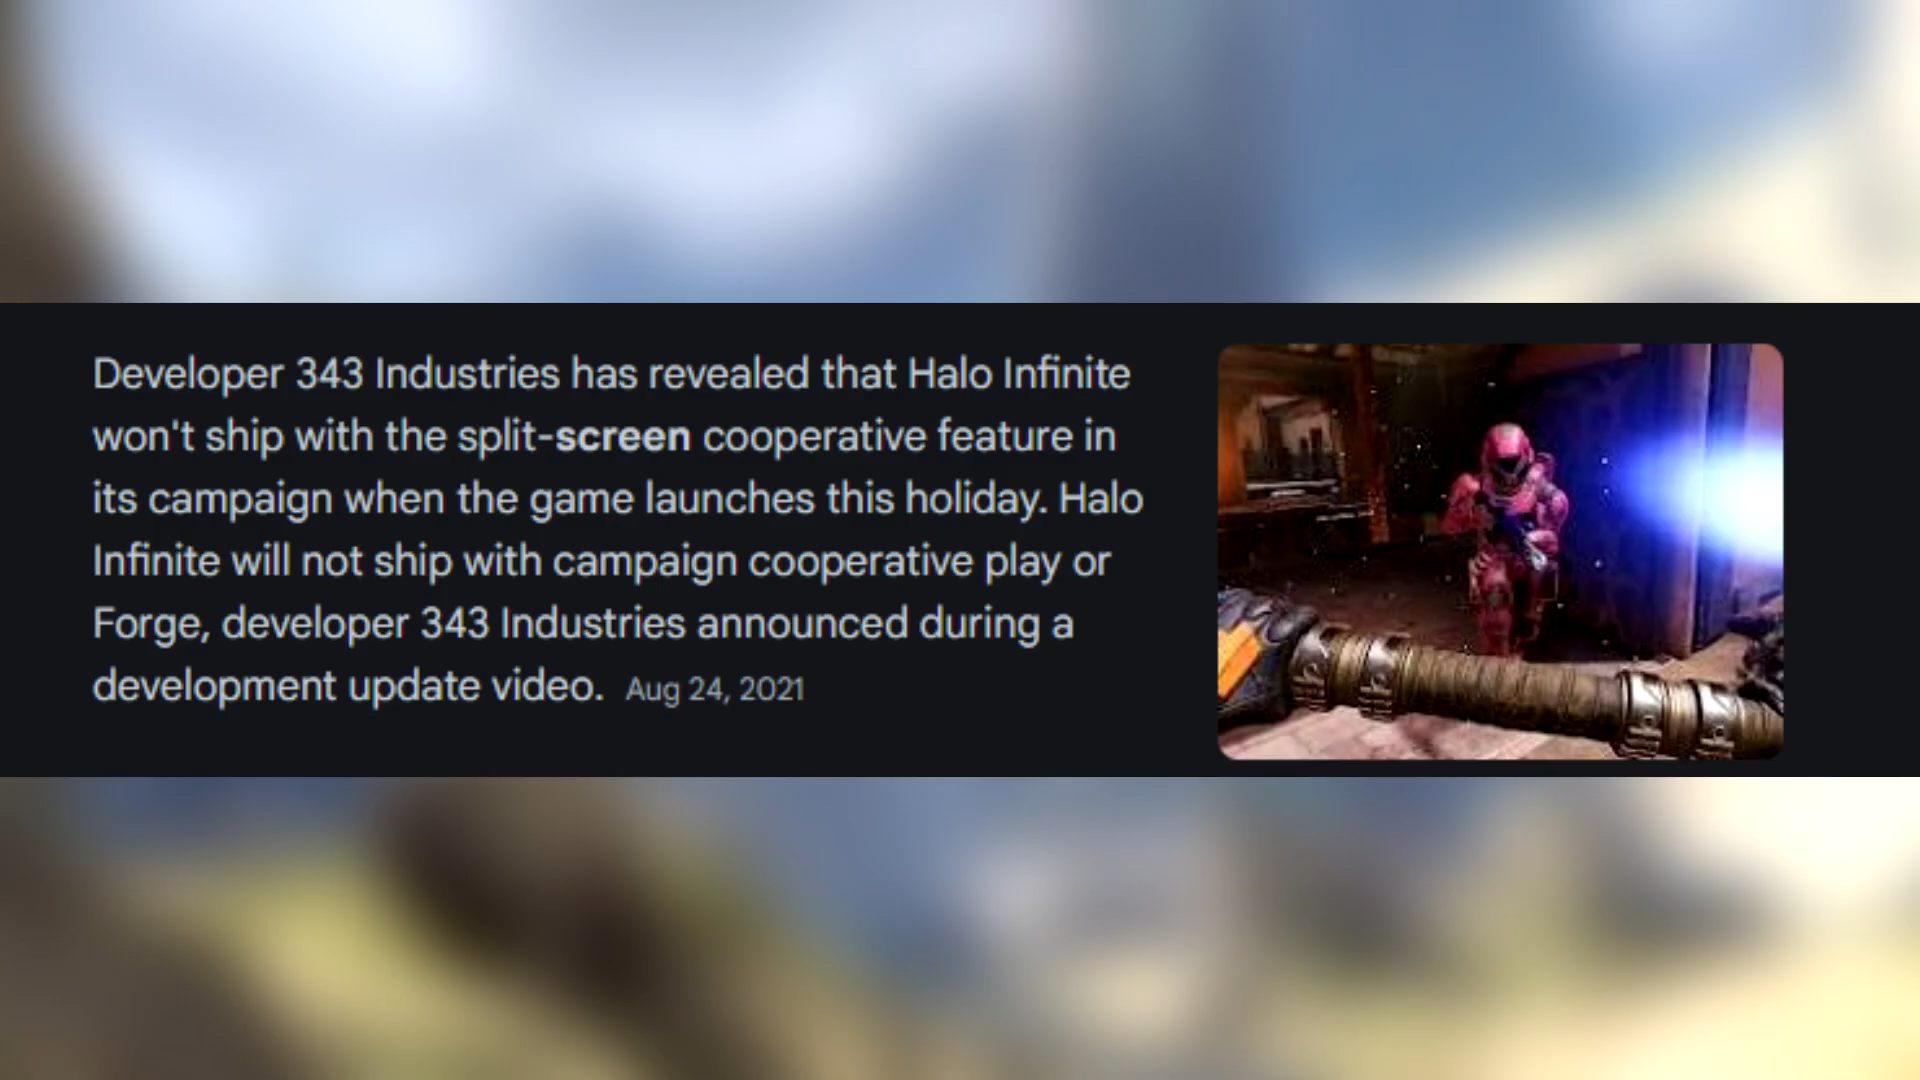 Developer 343 Industries has revealed that Halo Infinite
won't ship with the split-screen cooperative feature in
its campaign when the game launches this holiday. Halo
Infinite will not ship with campaign cooperative play or
Forge, developer 343 Industries announced during a
development update video. Aug 24, 2021